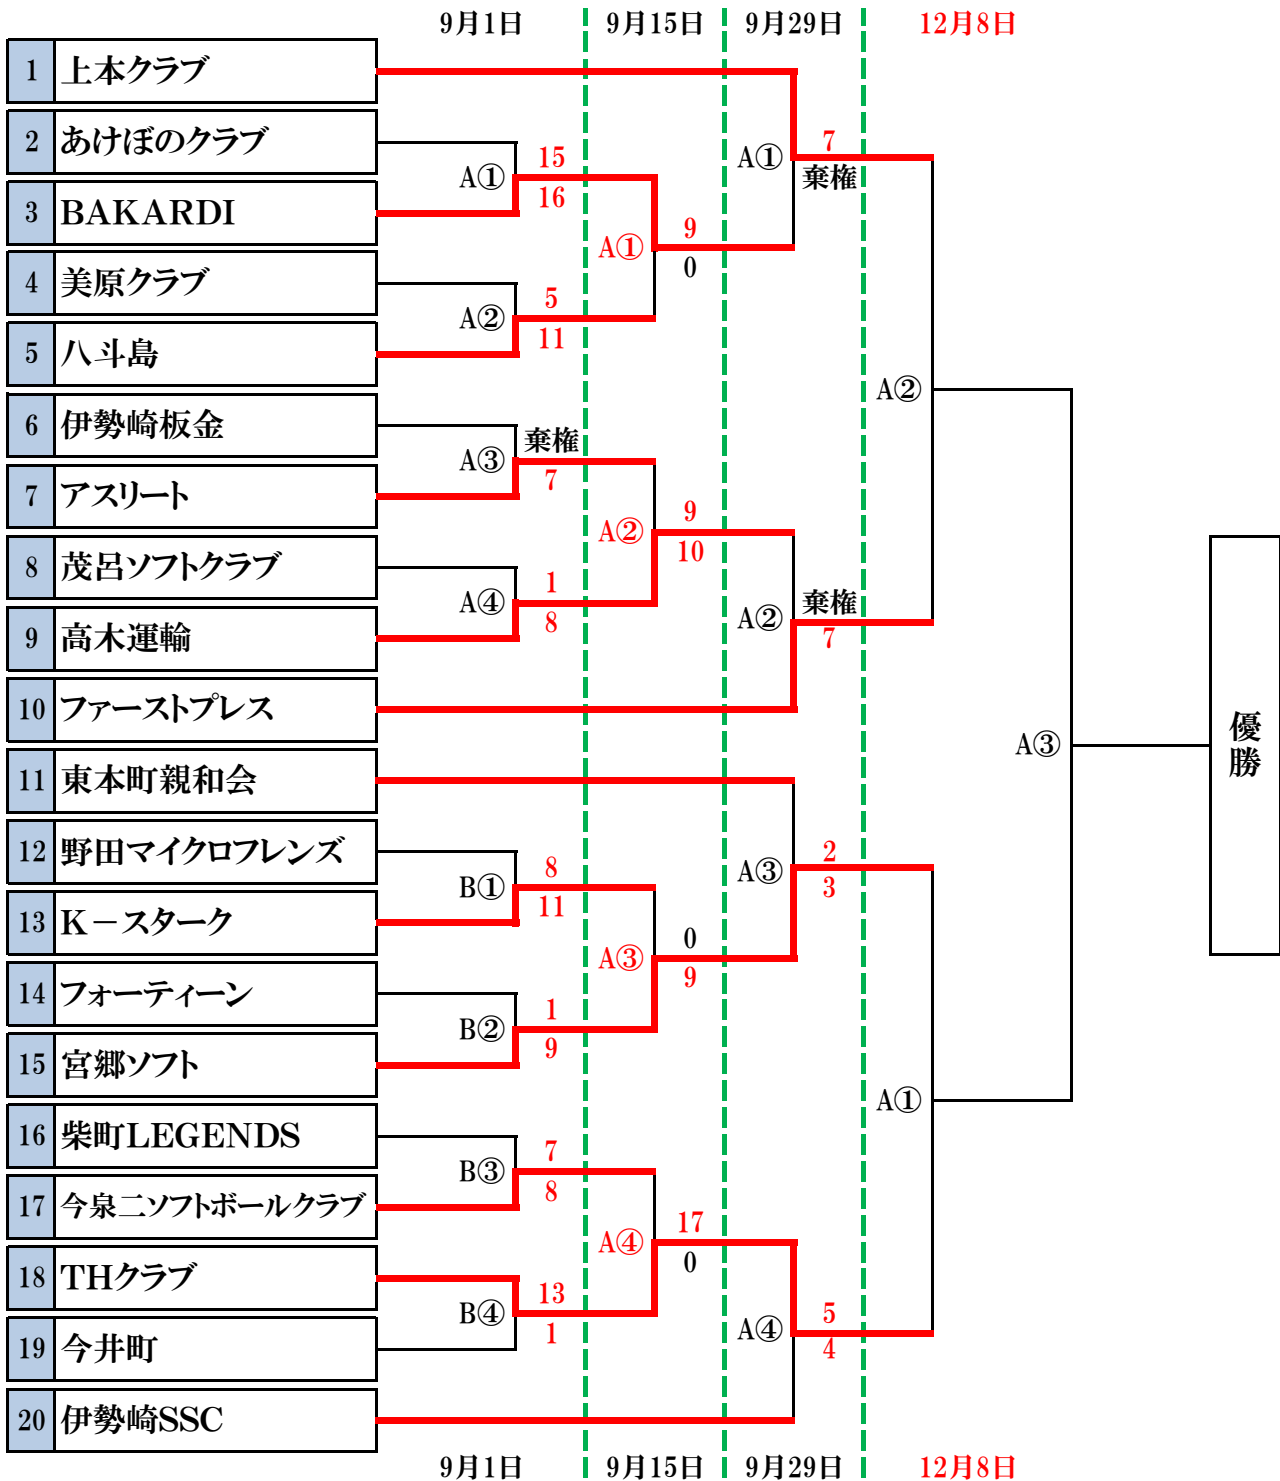 9月1日 9月15日 9月29日 12月8日
1 上本クラブ
2 あけぼのクラブ
3 BAKARDI
4 美原クラブ
5 八斗島
6 伊勢崎板金
7 アスリート
8 茂呂ソフトクラブ
9 高木運輸
10 ファーストプレス
11 東本町親和会
12 野田マイクロフレンズ
13 K－スターク
14 フォーティーン
15 宮郷ソフト
16 柴町LEGENDS
17 今泉二ソフトボールクラブ
18 THクラブ
19 今井町
20 伊勢崎SSC
A① 15
16
A② 5
11
A③ 棄権
7
A④ 1
8
B① 8
11
B② 1
9
B③ 7
8
B④ 13
1
A① 9
0
A② 9
10
A③ 0
9
A④ 17
0
A① 7
棄権
A② 棄権
7
A③ 2
3
A④ 5
4
A②
A①
A③
優勝
9月1日 9月15日 9月29日 12月8日